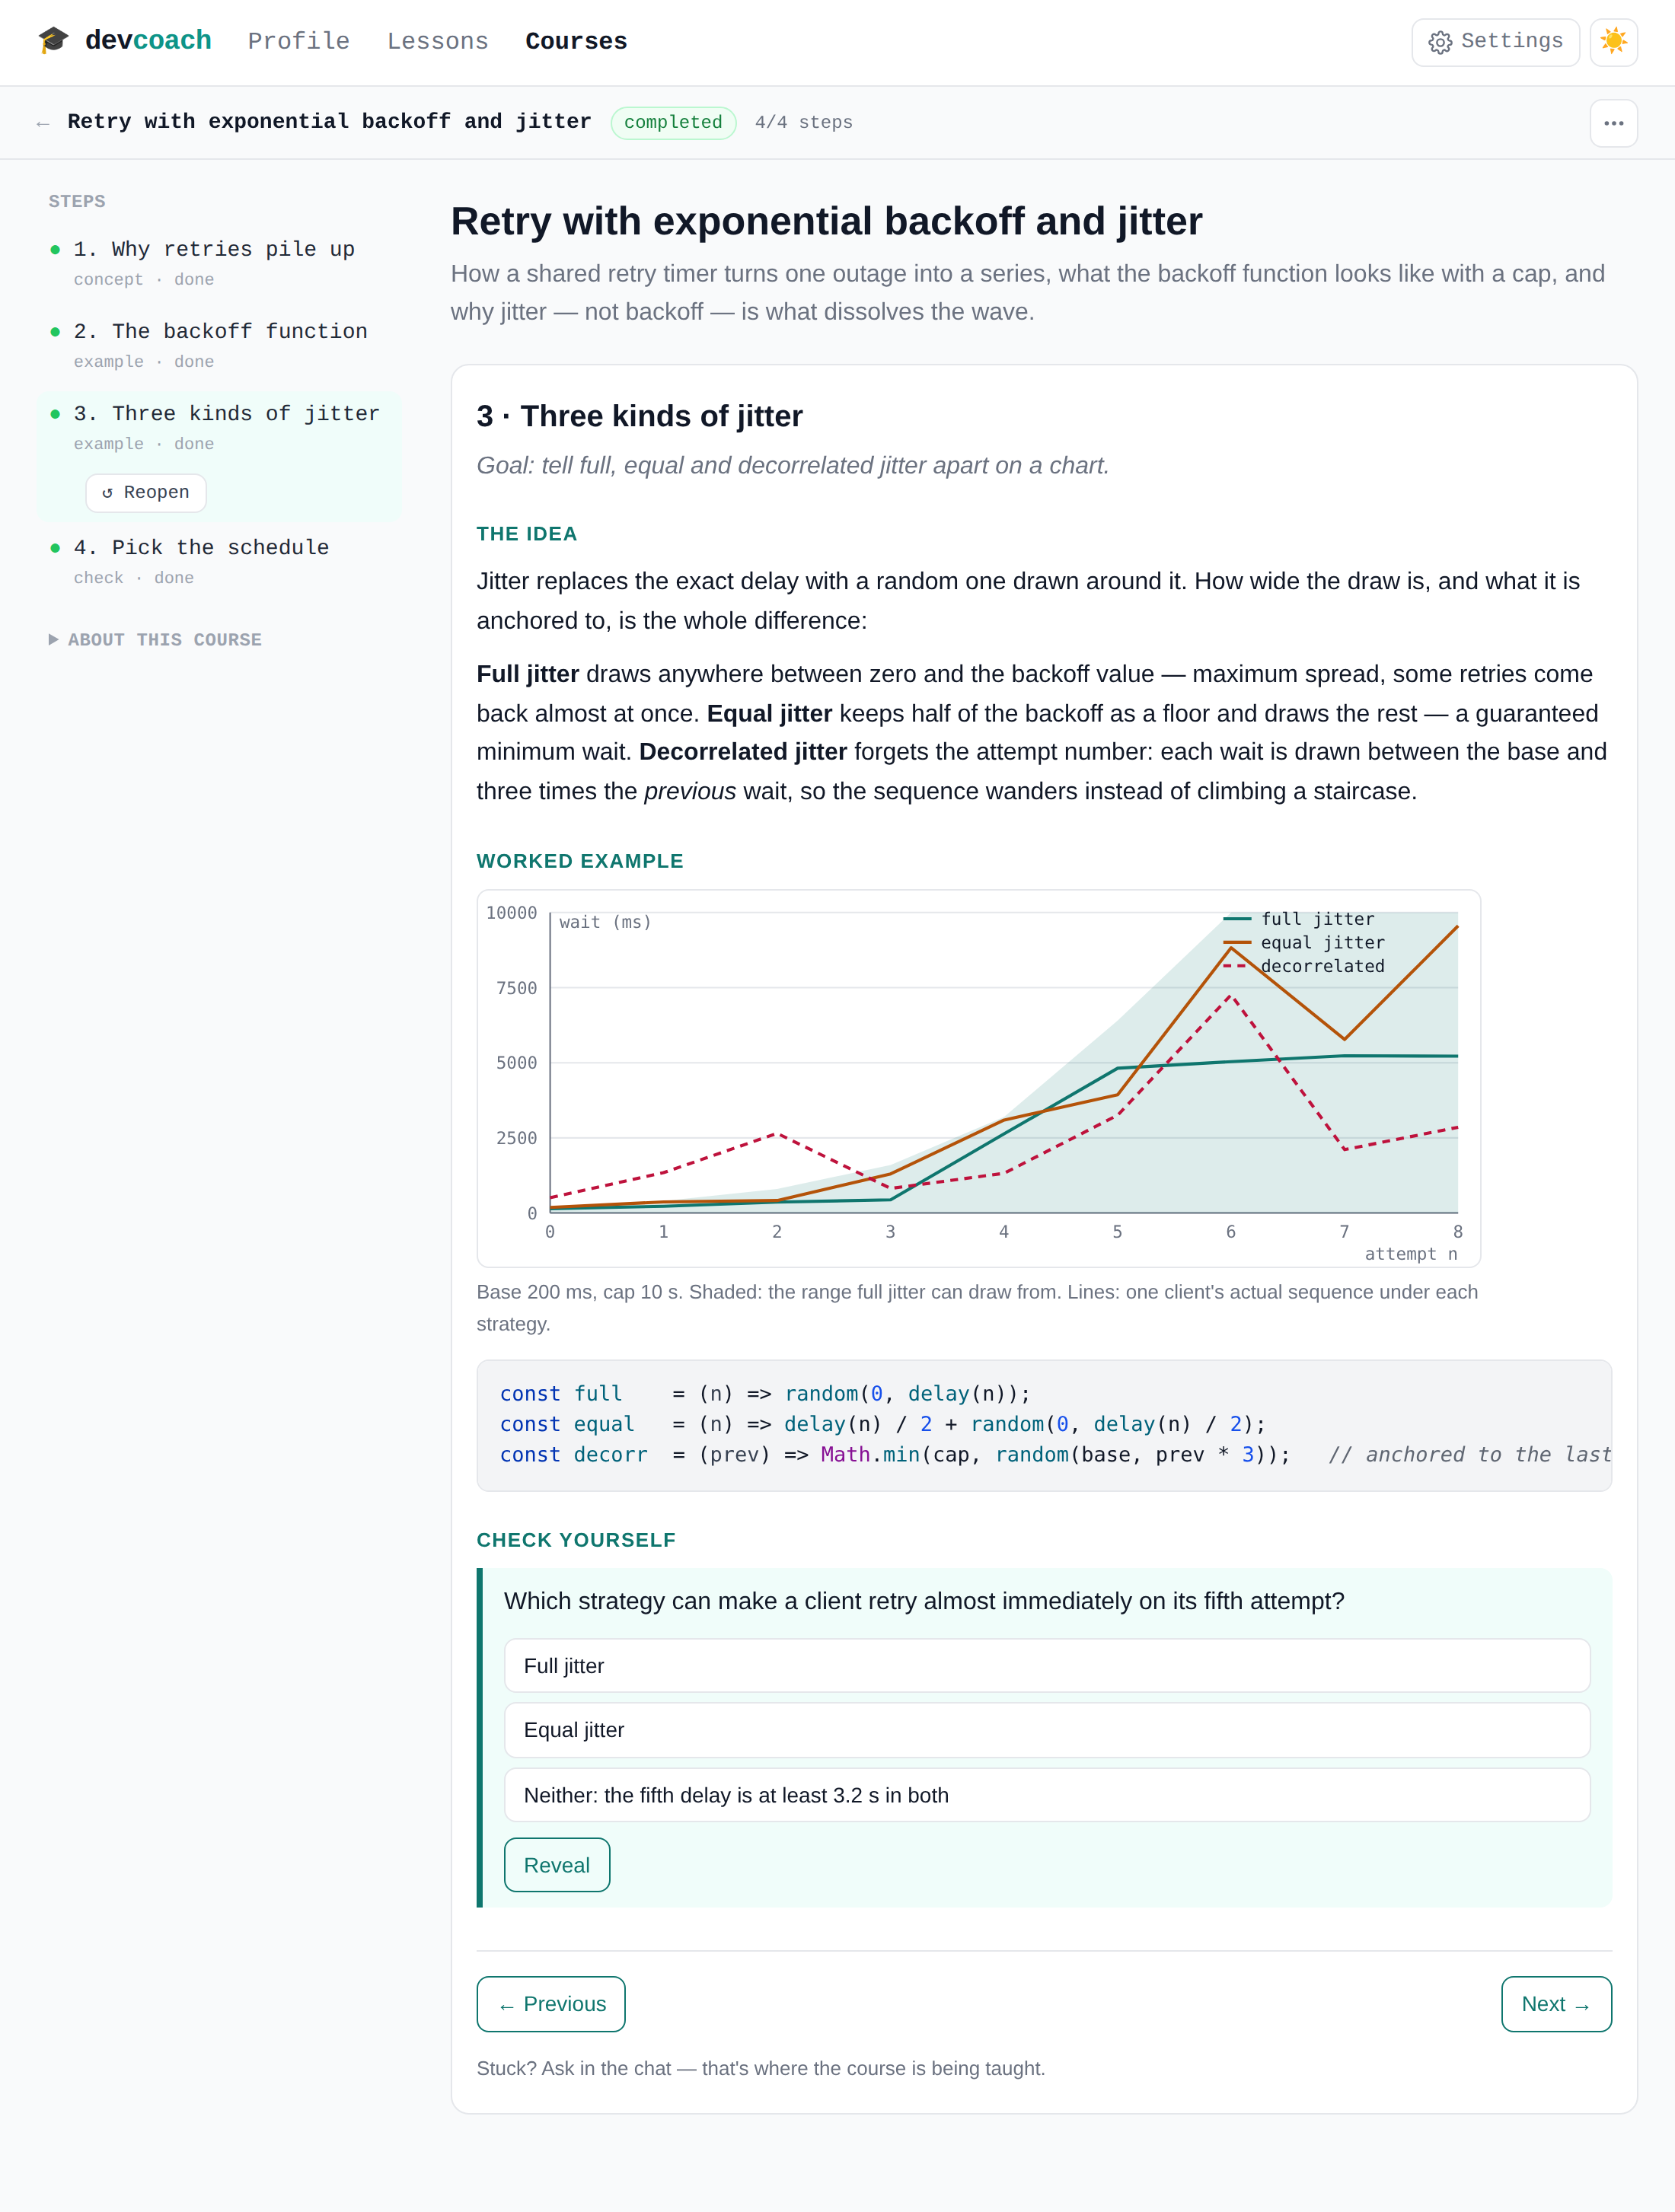 devcoach Profile Lessons Courses Settings
← Retry with exponential backoff and jitter completed 4/4 steps ...
STEPS
1. Why retries pile up
concept · done
2. The backoff function
example · done
3. Three kinds of jitter
example · done
↺ Reopen
4. Pick the schedule
check · done
▶ ABOUT THIS COURSE
Retry with exponential backoff and jitter
How a shared retry timer turns one outage into a series, what the backoff function looks like with a cap, and
why jitter — not backoff — is what dissolves the wave.
3 · Three kinds of jitter
Goal: tell full, equal and decorrelated jitter apart on a chart.
THE IDEA
Jitter replaces the exact delay with a random one drawn around it. How wide the draw is, and what it is
anchored to, is the whole difference:
Full jitter draws anywhere between zero and the backoff value — maximum spread, some retries come
back almost at once. Equal jitter keeps half of the backoff as a floor and draws the rest — a guaranteed
minimum wait. Decorrelated jitter forgets the attempt number: each wait is drawn between the base and
three times the previous wait, so the sequence wanders instead of climbing a staircase.
WORKED EXAMPLE
10000
wait (ms)
full jitter
equal jitter
decorrelated
7500
5000
2500
0
0 1 2 3 4 5 6 7 8
attempt n
Base 200 ms, cap 10 s. Shaded: the range full jitter can draw from. Lines: one client's actual sequence under each
strategy.
const full    = (n) => random(0, delay(n));
const equal   = (n) => delay(n) / 2 + random(0, delay(n) / 2);
const decorr  = (prev) => Math.min(cap, random(base, prev * 3));   // anchored to the last
CHECK YOURSELF
Which strategy can make a client retry almost immediately on its fifth attempt?
Full jitter
Equal jitter
Neither: the fifth delay is at least 3.2 s in both
Reveal
← Previous
Next →
Stuck? Ask in the chat — that's where the course is being taught.